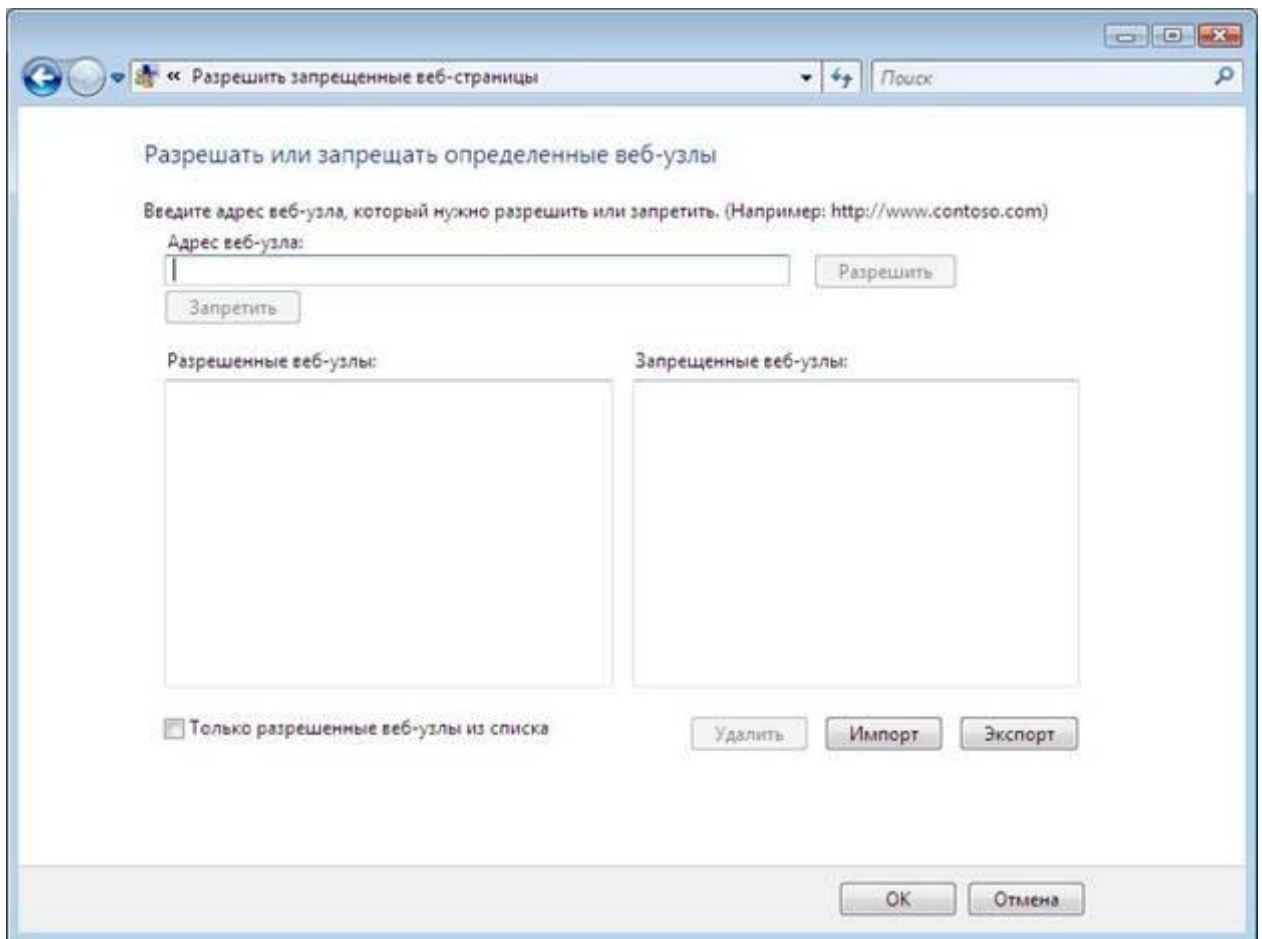 « Разрешить запрещенные веб-страницы
Поиск
Разрешать или запрещать определенные веб-узлы
Введите адрес веб-узла, который нужно разрешить или запретить. (Например: http://www.contoso.com)
Адрес веб-узла:
Разрешить
Запретить
Разрешенные веб-узлы:
Запрещенные веб-узлы:
Только разрешенные веб-узлы из списка
Удалить
Импорт
Экспорт
OK
Отмена